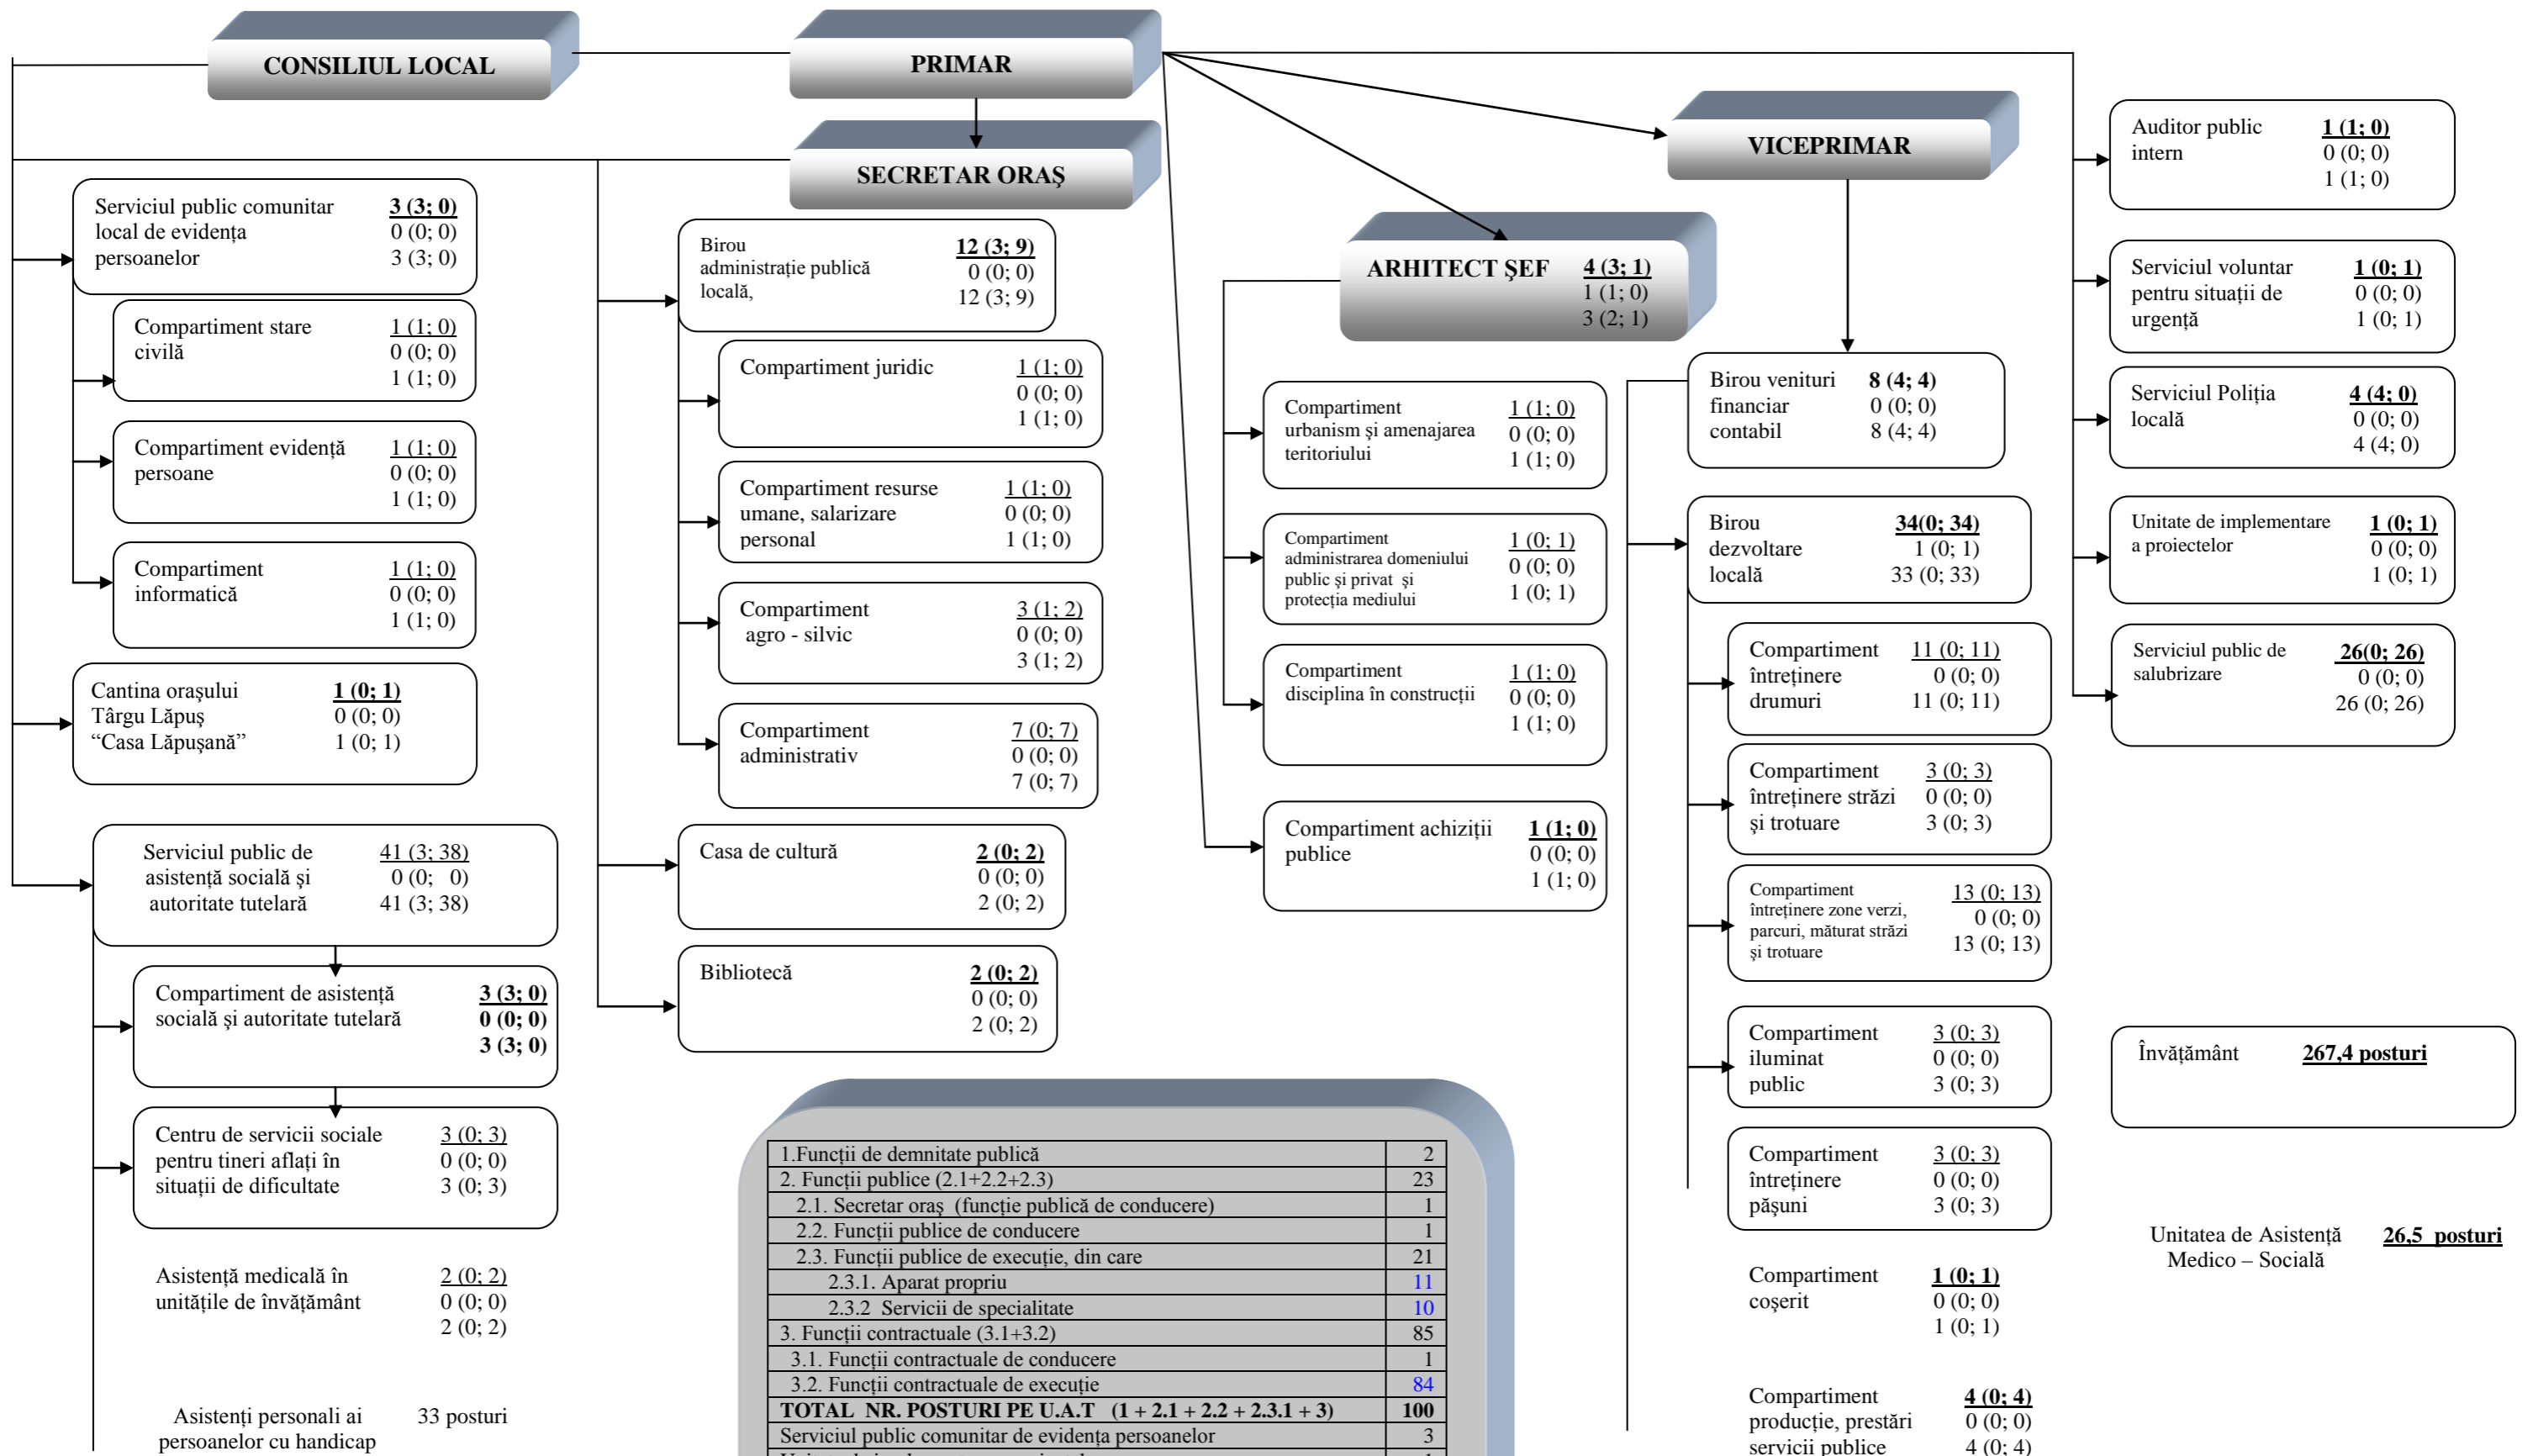 CONSILIUL LOCAL
PRIMAR
SECRETAR ORAŞ
VICEPRIMAR
ARHITECT ŞEF 4 (3; 1)
1 (1; 0)
3 (2; 1)
Serviciul public comunitar 3 (3; 0)
local de evidența 0 (0; 0)
persoanelor 3 (3; 0)
Compartiment stare 1 (1; 0)
civilă 0 (0; 0)
1 (1; 0)
Compartiment evidență 1 (1; 0)
persoane 0 (0; 0)
1 (1; 0)
Compartiment 1 (1; 0)
informatică 0 (0; 0)
1 (1; 0)
Cantina oraşului 1 (0; 1)
Târgu Lăpuş 0 (0; 0)
“Casa Lăpuşană” 1 (0; 1)
Serviciul public de 41 (3; 38)
asistență socială şi 0 (0; 0)
autoritate tutelară 41 (3; 38)
Compartiment de asistență 3 (3; 0)
socială şi autoritate tutelară 0 (0; 0)
3 (3; 0)
Centru de servicii sociale 3 (0; 3)
pentru tineri aflați în 0 (0; 0)
situații de dificultate 3 (0; 3)
Asistență medicală în 2 (0; 2)
unitățile de învățământ 0 (0; 0)
2 (0; 2)
Asistenți personali ai 33 posturi
persoanelor cu handicap
Birou 12 (3; 9)
administrație publică 0 (0; 0)
locală, 12 (3; 9)
Compartiment juridic 1 (1; 0)
0 (0; 0)
1 (1; 0)
Compartiment resurse 1 (1; 0)
umane, salarizare 0 (0; 0)
personal 1 (1; 0)
Compartiment 3 (1; 2)
agro - silvic 0 (0; 0)
3 (1; 2)
Compartiment 7 (0; 7)
administrativ 0 (0; 0)
7 (0; 7)
Casa de cultură 2 (0; 2)
0 (0; 0)
2 (0; 2)
Bibliotecă 2 (0; 2)
0 (0; 0)
2 (0; 2)
Compartiment 1 (1; 0)
urbanism şi amenajarea 0 (0; 0)
teritoriului 1 (1; 0)
Compartiment 1 (0; 1)
administrarea domeniului 0 (0; 0)
public şi privat şi 1 (0; 1)
protecția mediului
Compartiment 1 (1; 0)
disciplina în construcții 0 (0; 0)
1 (1; 0)
Compartiment achiziții 1 (1; 0)
publice 0 (0; 0)
1 (1; 0)
Birou venituri 8 (4; 4)
financiar 0 (0; 0)
contabil 8 (4; 4)
Birou 34(0; 34)
dezvoltare 1 (0; 1)
locală 33 (0; 33)
Compartiment 11 (0; 11)
întreținere 0 (0; 0)
drumuri 11 (0; 11)
Compartiment 3 (0; 3)
întreținere străzi 0 (0; 0)
şi trotuare 3 (0; 3)
Compartiment 13 (0; 13)
întreținere zone verzi, 0 (0; 0)
parcuri, măturat străzi 13 (0; 13)
şi trotuare
Compartiment 3 (0; 3)
iluminat 0 (0; 0)
public 3 (0; 3)
Compartiment 3 (0; 3)
întreținere 0 (0; 0)
păşuni 3 (0; 3)
Compartiment 1 (0; 1)
coşerit 0 (0; 0)
1 (0; 1)
Compartiment 4 (0; 4)
producție, prestări 0 (0; 0)
servicii publice 4 (0; 4)
Auditor public 1 (1; 0)
intern 0 (0; 0)
1 (1; 0)
Serviciul voluntar 1 (0; 1)
pentru situații de 0 (0; 0)
urgență 1 (0; 1)
Serviciul Poliția 4 (4; 0)
locală 0 (0; 0)
4 (4; 0)
Unitate de implementare 1 (0; 1)
a proiectelor 0 (0; 0)
1 (0; 1)
Serviciul public de 26(0; 26)
salubrizare 0 (0; 0)
26 (0; 26)
Învățământ 267,4 posturi
Unitatea de Asistență 26,5 posturi
Medico – Socială
1.Funcții de demnitate publică 2
2. Funcții publice (2.1+2.2+2.3) 23
2.1. Secretar oraş (funcție publică de conducere) 1
2.2. Funcții publice de conducere 1
2.3. Funcții publice de execuție, din care 21
2.3.1. Aparat propriu 11
2.3.2 Servicii de specialitate 10
3. Funcții contractuale (3.1+3.2) 85
3.1. Funcții contractuale de conducere 1
3.2. Funcții contractuale de execuție 84
TOTAL NR. POSTURI PE U.A.T (1 + 2.1 + 2.2 + 2.3.1 + 3) 100
Serviciul public comunitar de evidența persoanelor 3